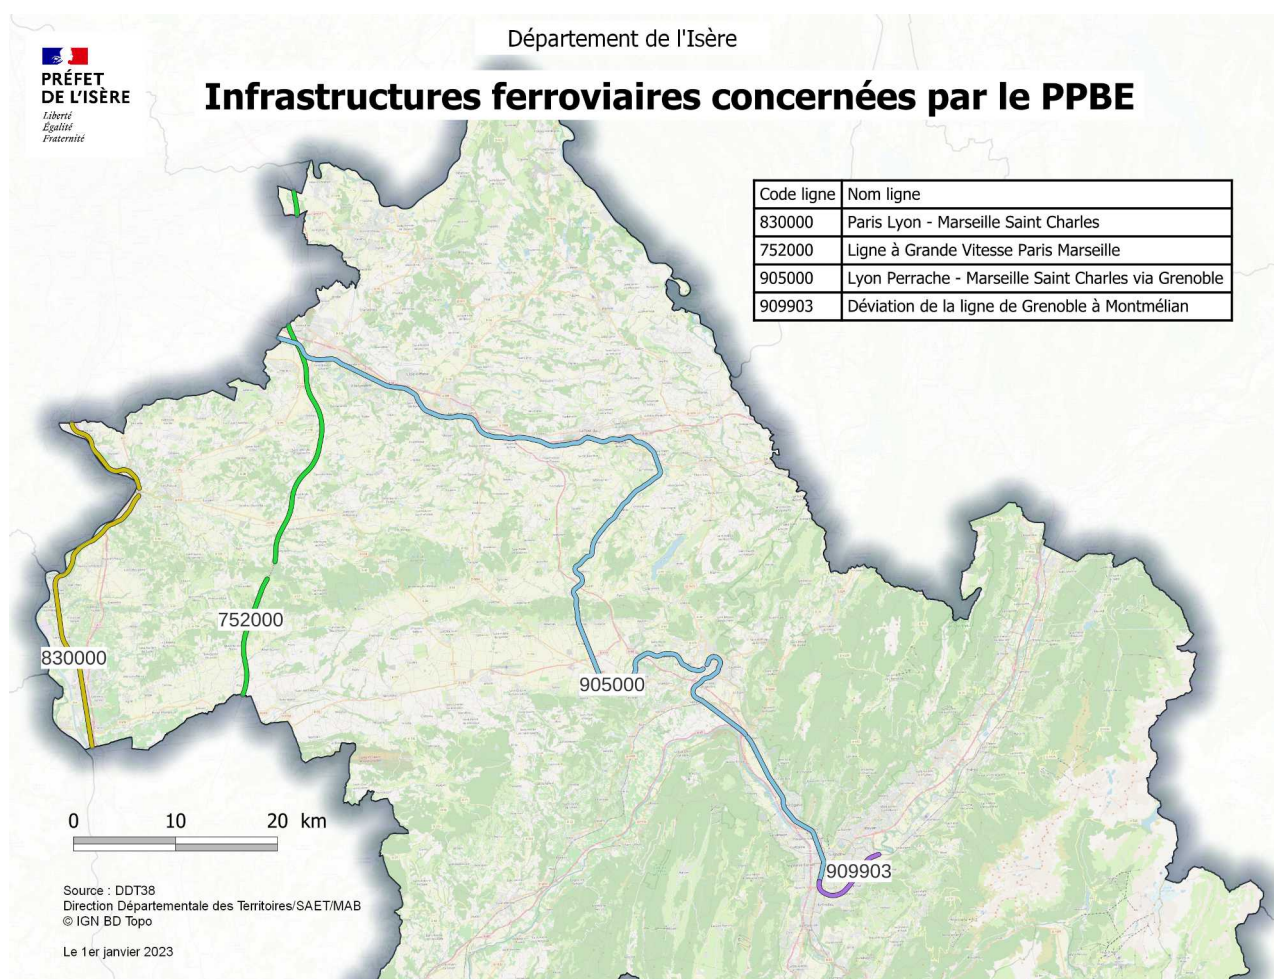 Département de l'Isère
PRÉFET
DE L'ISÈRE
Liberté
Égalité
Fraternité
Infrastructures ferroviaires concernées par le PPBE
Code ligne Nom ligne
830000 Paris Lyon - Marseille Saint Charles
752000 Ligne à Grande Vitesse Paris Marseille
905000 Lyon Perrache - Marseille Saint Charles via Grenoble
909903 Déviation de la ligne de Grenoble à Montmélian
752000
830000
905000
909903
0 10 20 km
Source : DDT38
Direction Départementale des Territoires/SAET/MAB
© IGN BD Topo
Le 1er janvier 2023